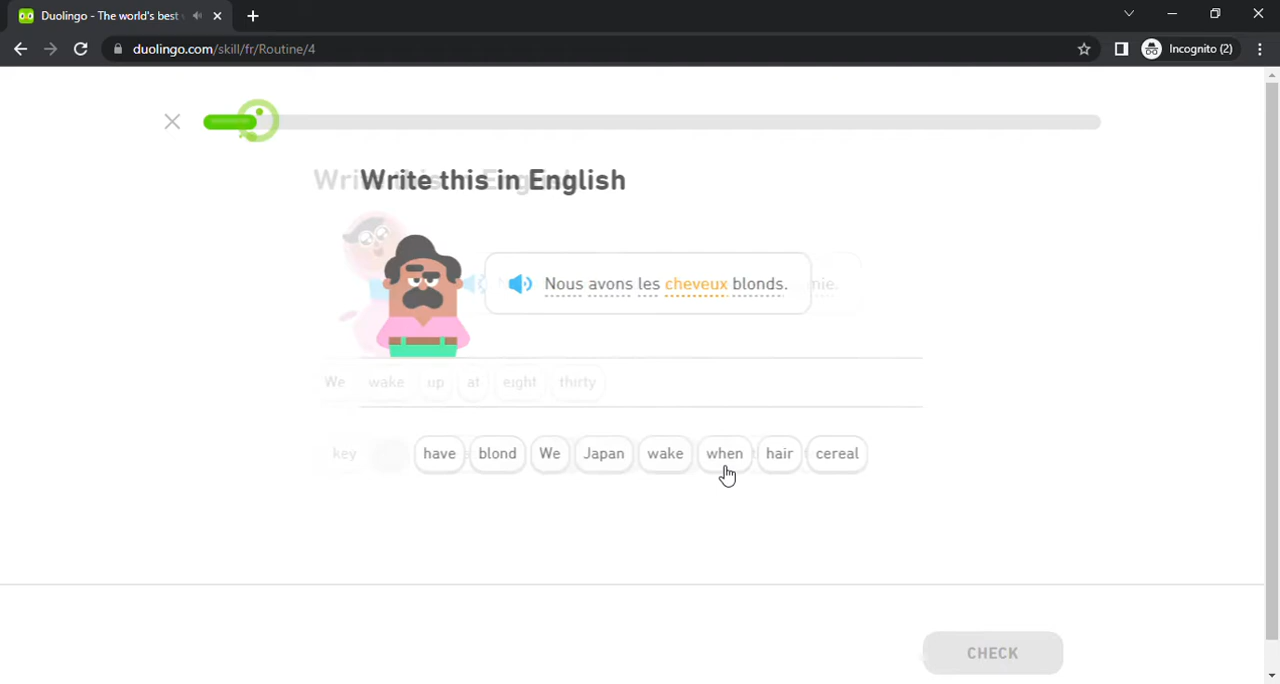 Duolingo - The world's best
duolingo.com/skill/fr/Routine/4
Incognito (2)
Write this in English
Nous avons les cheveux blonds.
We wake up at eight thirty
key have blond We Japan wake when hair cereal
CHECK